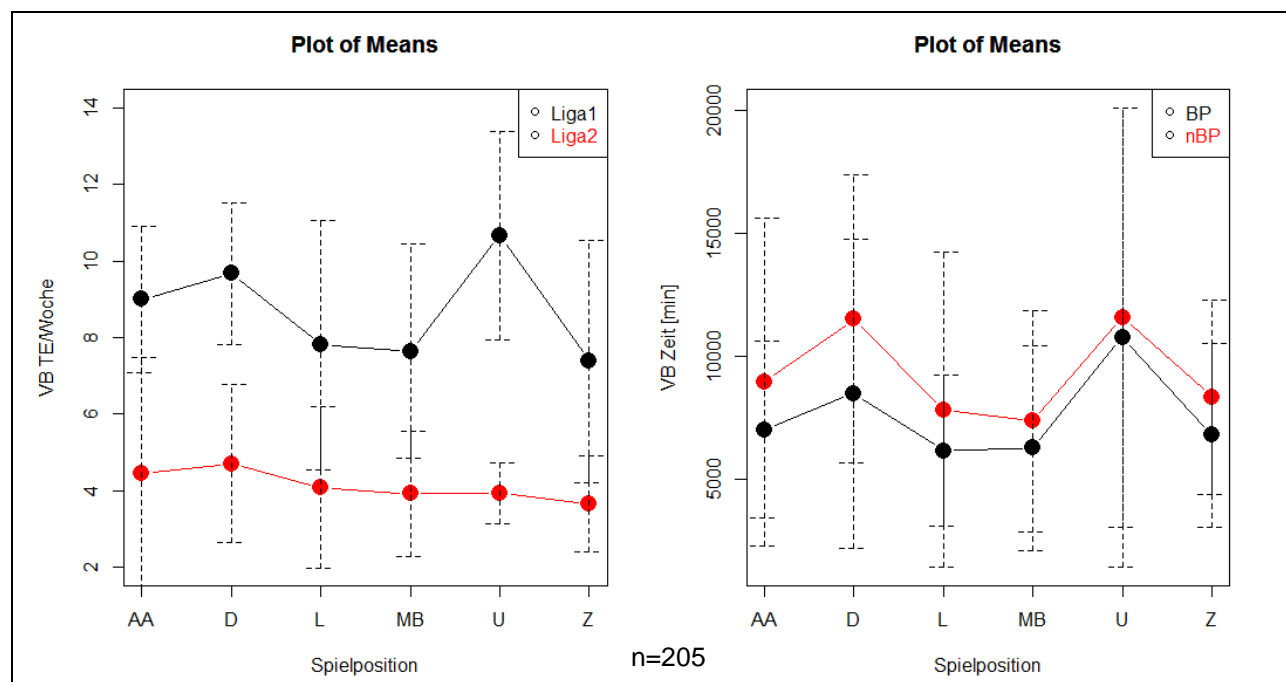 Plot of Means
VB TE/Woche
14
12
10
8
6
4
2
Liga1
Liga2
AA D L MB U Z
Spielposition
Plot of Means
VB Zeit [min]
20000
15000
10000
5000
BP
nBP
AA D L MB U Z
Spielposition
n=205